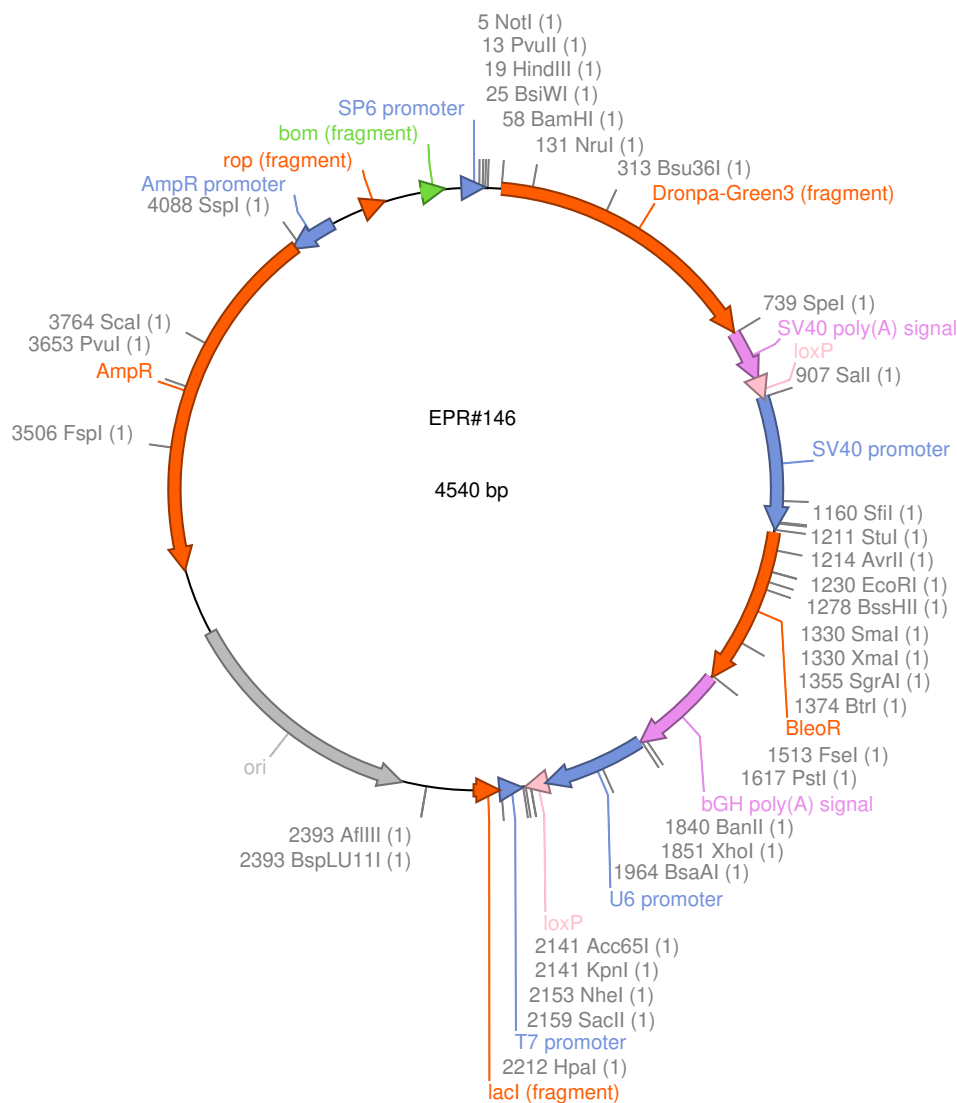 5 NotI (1)
13 PvuII (1)
19 HindIII (1)
25 BsiWI (1)
58 BamHI (1)
131 NruI (1)
313 Bsu36I (1)
Dronpa-Green3 (fragment)
739 SpeI (1)
SV40 poly(A) signal
loxP
907 SalI (1)
SV40 promoter
1160 SfiI (1)
1211 StuI (1)
1214 AvrII (1)
1230 EcoRI (1)
1278 BssHII (1)
1330 SmaI (1)
1330 XmaI (1)
1355 SgrAI (1)
1374 BtrI (1)
BleoR
1513 FseI (1)
1617 PstI (1)
bGH poly(A) signal
1840 BanII (1)
1851 XhoI (1)
1964 BsaAI (1)
U6 promoter
loxP
2141 Acc65I (1)
2141 KpnI (1)
2153 NheI (1)
2159 SacII (1)
T7 promoter
2212 HpaI (1)
lacI (fragment)
2393 AflIII (1)
2393 BspLU11I (1)
ori
3506 FspI (1)
AmpR
3653 PvuI (1)
3764 ScaI (1)
4088 SspI (1)
AmpR promoter
rop (fragment)
bom (fragment)
SP6 promoter
EPR#146
4540 bp